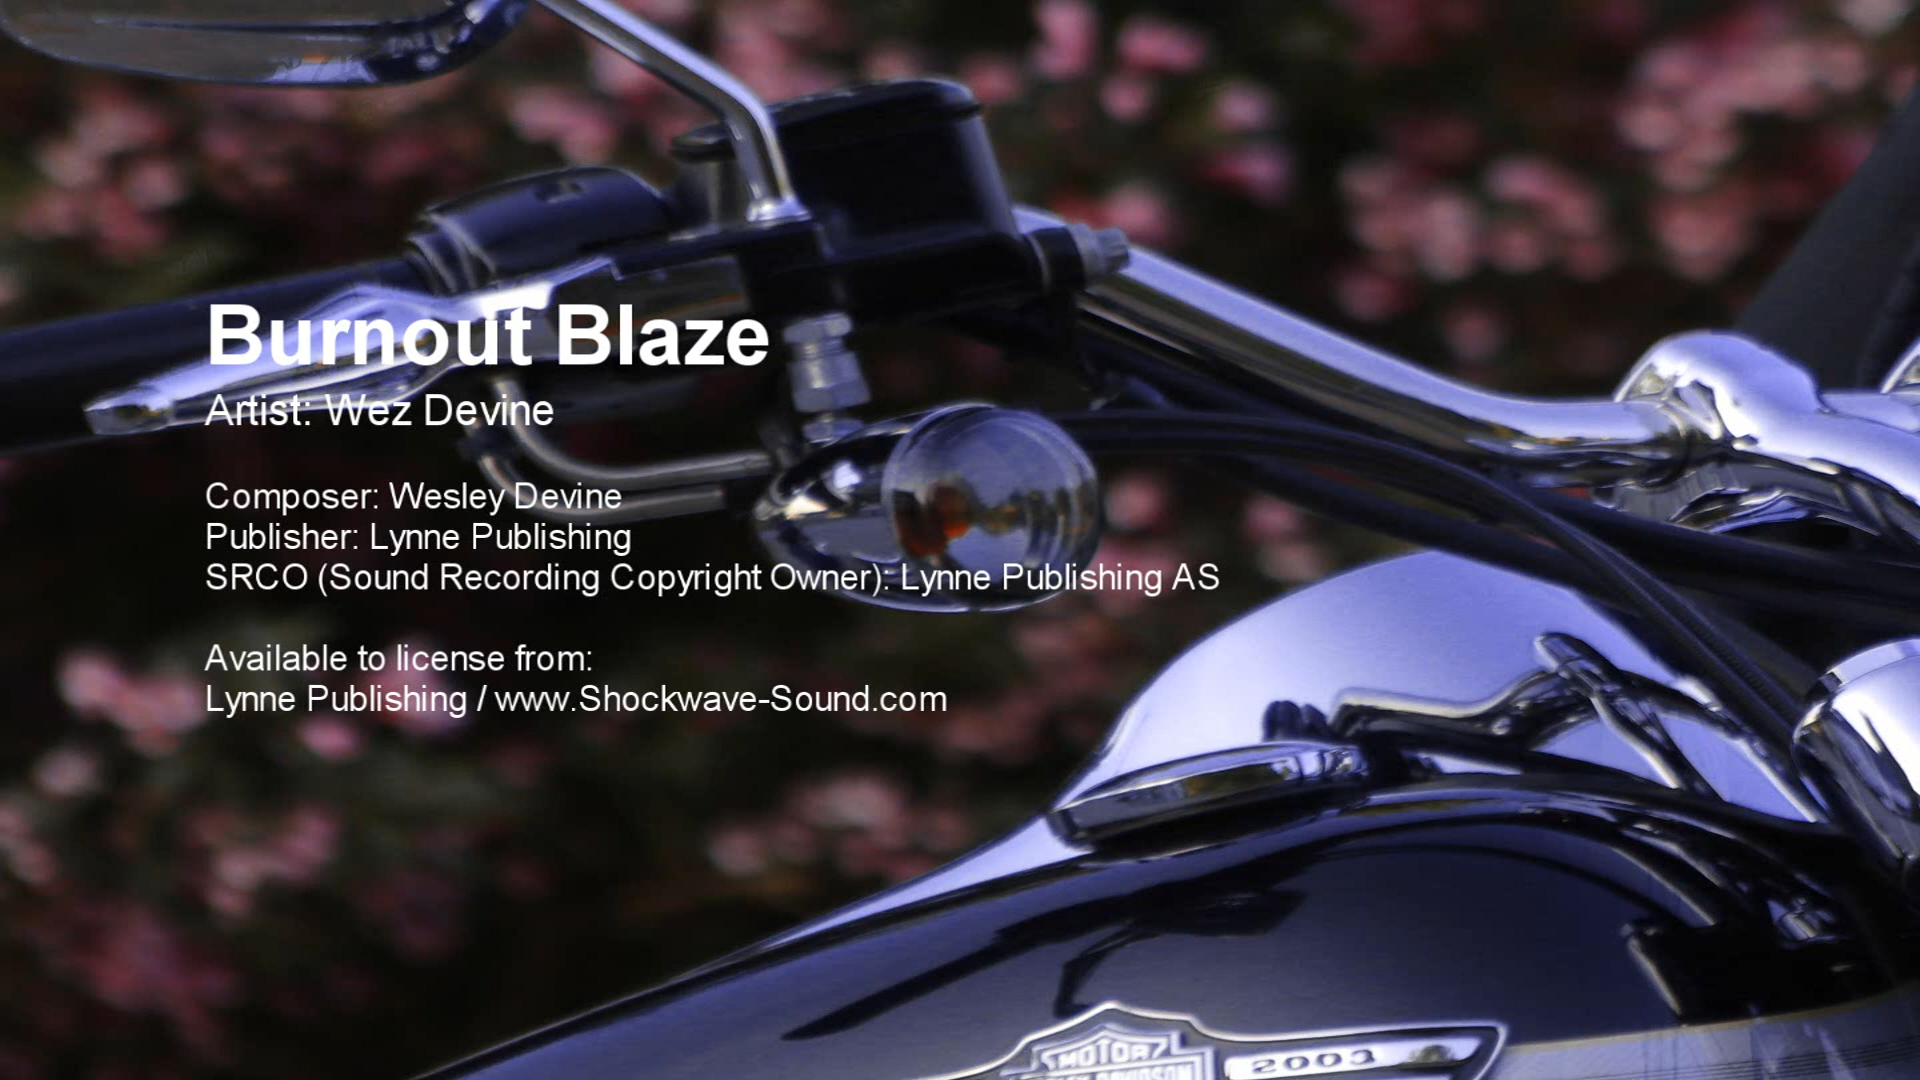 Burnout Blaze
Artist: Wez Devine
Composer: Wesley Devine
Publisher: Lynne Publishing
SRCO (Sound Recording Copyright Owner): Lynne Publishing AS
Available to license from:
Lynne Publishing / www.Shockwave-Sound.com
MOTOR
2003